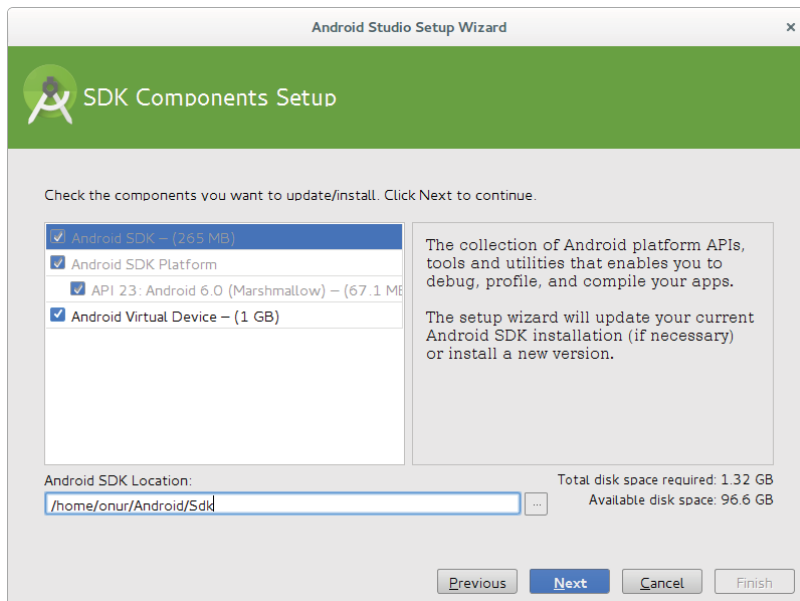 Android Studio Setup Wizard
SDK Components Setup
Check the components you want to update/install. Click Next to continue.
Android SDK – (265 MB)
Android SDK Platform
API 23: Android 6.0 (Marshmallow) – (67.1 ME
Android Virtual Device – (1 GB)
The collection of Android platform APIs,
tools and utilities that enables you to
debug, profile, and compile your apps.
The setup wizard will update your current
Android SDK installation (if necessary)
or install a new version.
Android SDK Location:
/home/onur/Android/Sdk
...
Total disk space required: 1.32 GB
Available disk space: 96.6 GB
Previous
Next
Cancel
Finish